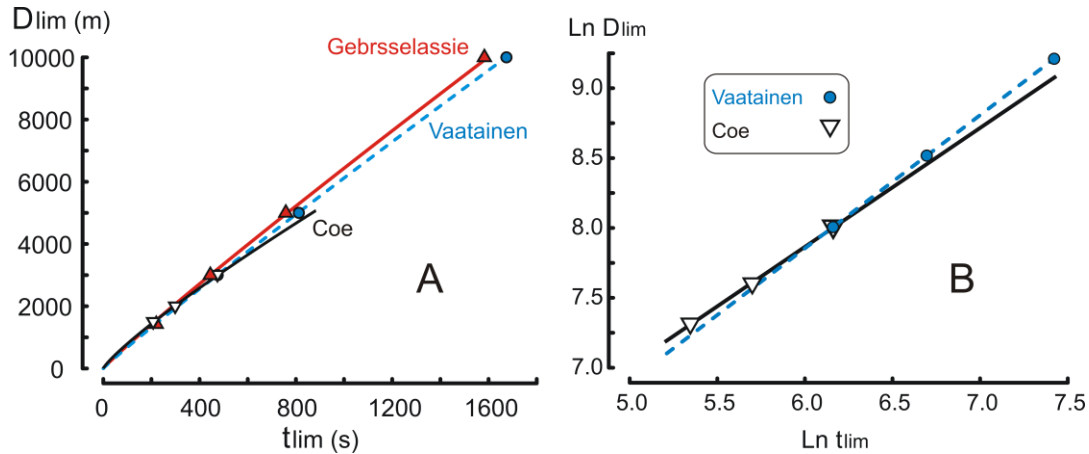 Dlim (m)
10000
8000
6000
4000
2000
0
0
400
800
1200
1600
tlim (s)
Gebrsselassie
Vaatainen
Coe
A
Ln Dlim
9.0
8.5
8.0
7.5
7.0
5.0
5.5
6.0
6.5
7.0
7.5
Ln tlim
Vaatainen
Coe
B